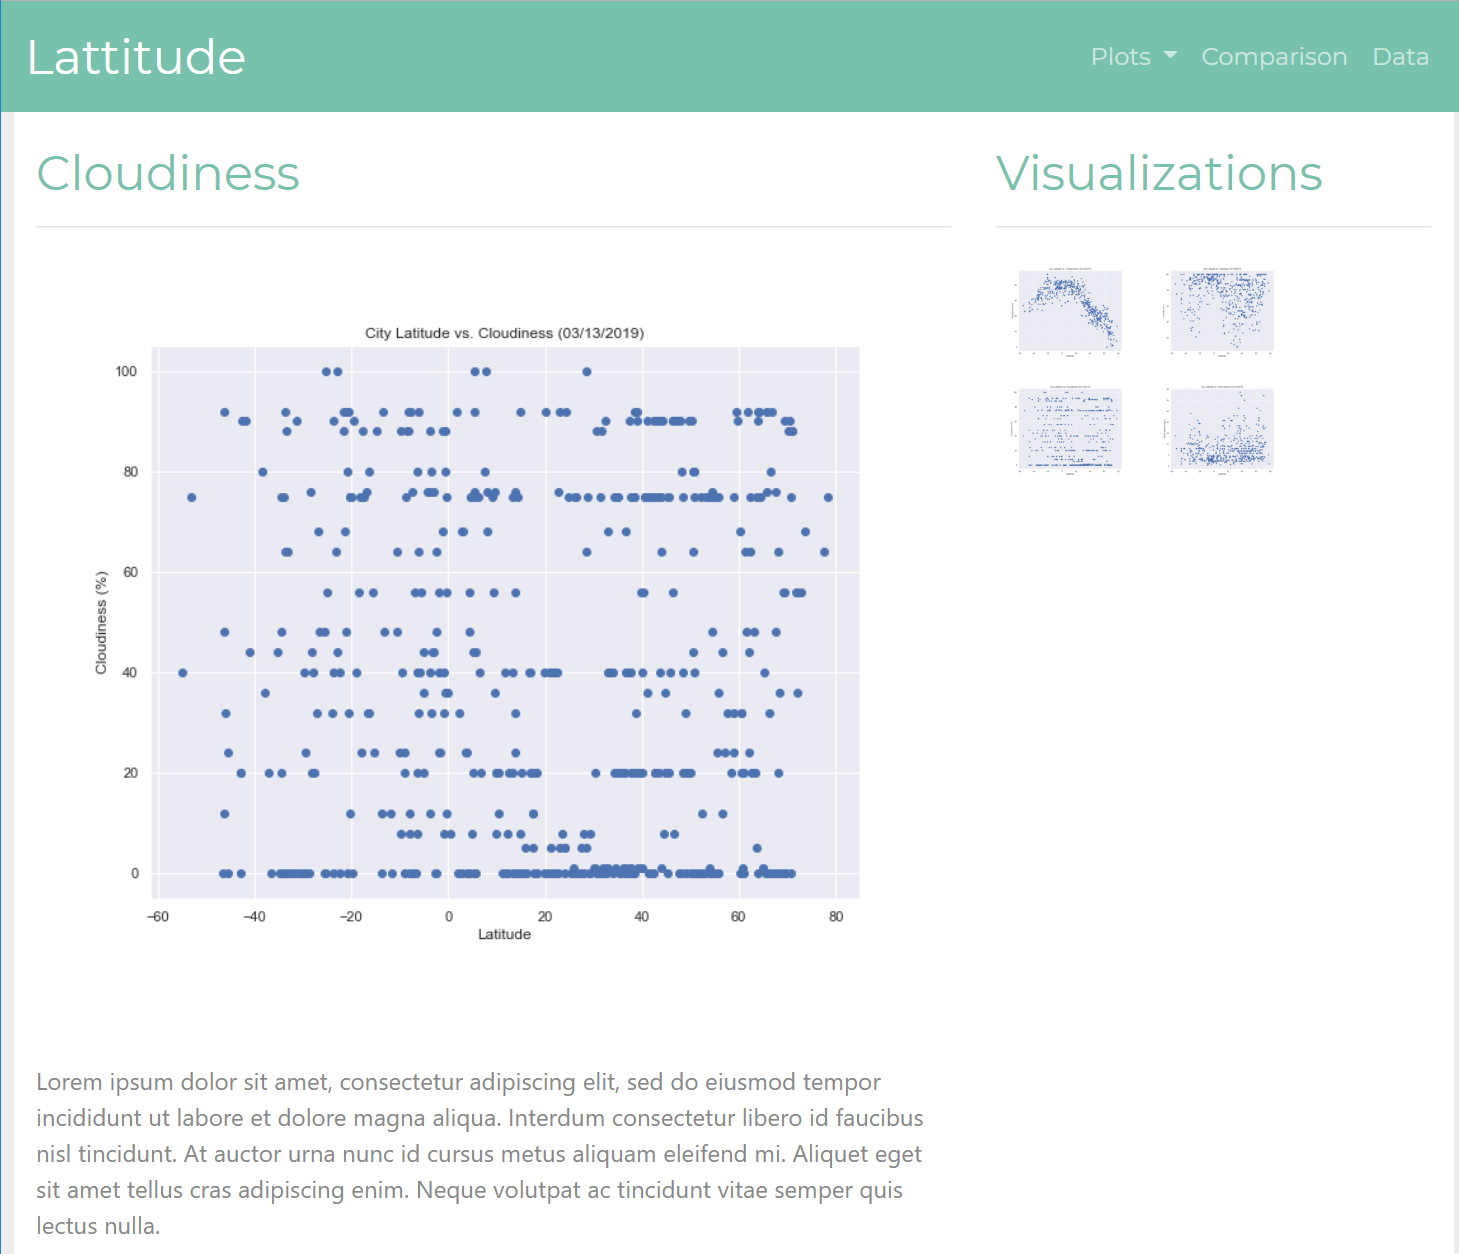 Lattitude
Plots Comparison Data
Cloudiness
Visualizations
City Latitude vs. Cloudiness (03/13/2019)
100
80
60
40
20
0
Cloudiness (%)
−60 −40 −20 0 20 40 60 80
Latitude
Lorem ipsum dolor sit amet, consectetur adipiscing elit, sed do eiusmod tempor
incididunt ut labore et dolore magna aliqua. Interdum consectetur libero id faucibus
nisl tincidunt. At auctor urna nunc id cursus metus aliquam eleifend mi. Aliquet eget
sit amet tellus cras adipiscing enim. Neque volutpat ac tincidunt vitae semper quis
lectus nulla.